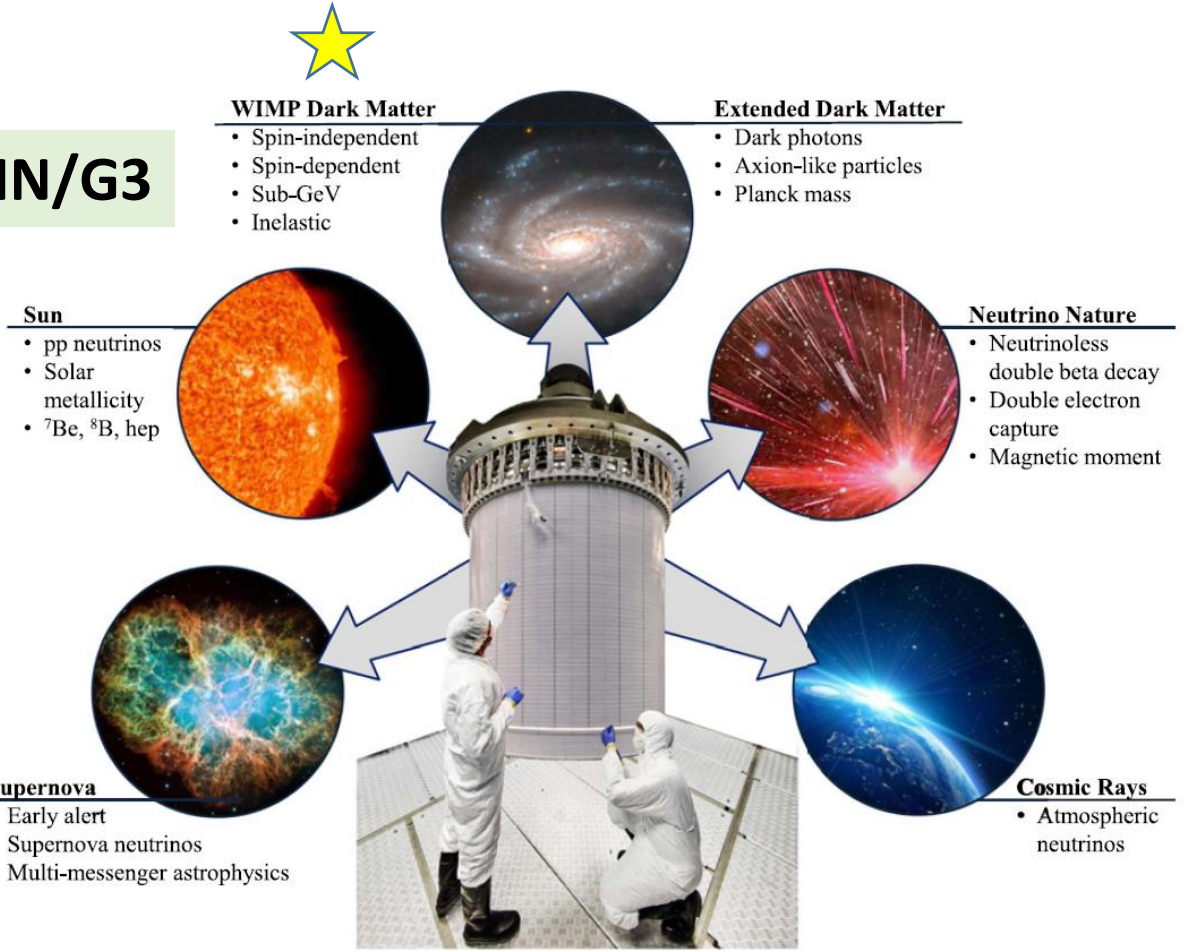 WIMP Dark Matter
• Spin-independent
• Spin-dependent
• Sub-GeV
• Inelastic
Extended Dark Matter
• Dark photons
• Axion-like particles
• Planck mass
IN/G3
Sun
• pp neutrinos
• Solar
metallicity
• ⁷Be, ⁸B, hep
Neutrino Nature
• Neutrinoless
double beta decay
• Double electron
capture
• Magnetic moment
upernova
Early alert
Supernova neutrinos
Multi-messenger astrophysics
Cosmic Rays
• Atmospheric
neutrinos